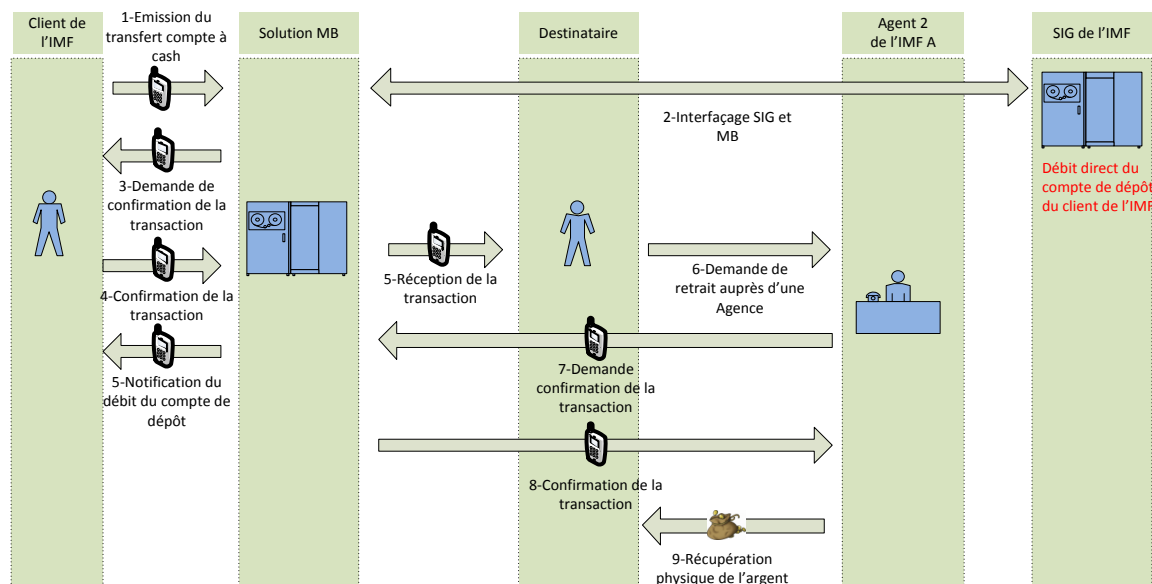 Client de
l'IMF
1-Emission du
transfert compte à
cash
Solution MB
Destinataire
Agent 2
de l'IMF A
SIG de l'IMF
2-Interfaçage SIG et
MB
3-Demande de
confirmation de la
transaction
Débit direct du
compte de dépôt
du client de l'IMF
4-Confirmation de la
transaction
5-Réception de la
transaction
6-Demande de
retrait auprès d'une
Agence
5-Notification du
débit du compte de
dépôt
7-Demande
confirmation de la
transaction
8-Confirmation de la
transaction
9-Récupération
physique de l'argent